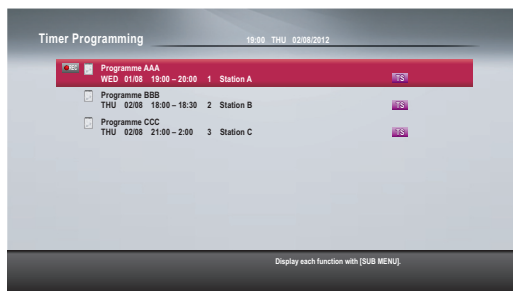 Timer Programming 19:00 THU 02/08/2012
REC Programme AAA
WED 01/08 19:00 – 20:00 1 Station A TS
Programme BBB
THU 02/08 18:00 – 18:30 2 Station B TS
Programme CCC
THU 02/08 21:00 – 2:00 3 Station C TS
Display each function with [SUB MENU].